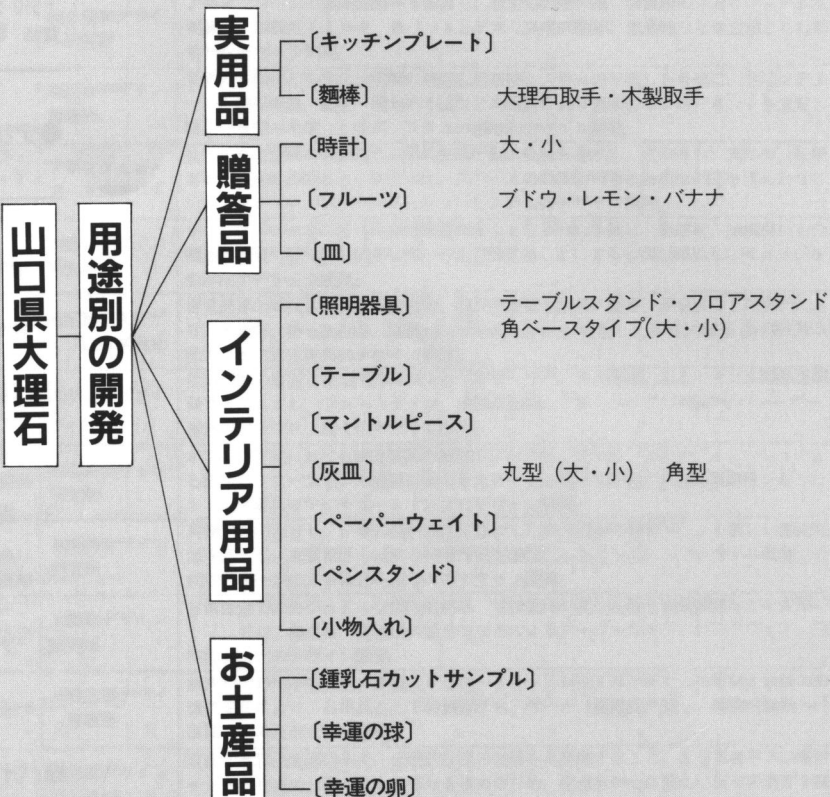 山口県大理石
用途別の開発
実用品
〔キッチンプレート〕
〔麵棒〕 大理石取手・木製取手
贈答品
〔時計〕 大・小
〔フルーツ〕 ブドウ・レモン・バナナ
〔皿〕
インテリア用品
〔照明器具〕 テーブルスタンド・フロアスタンド
角ベースタイプ(大・小)
〔テーブル〕
〔マントルピース〕
〔灰皿〕 丸型（大・小） 角型
〔ペーパーウェイト〕
〔ペンスタンド〕
〔小物入れ〕
お土産品
〔鍾乳石カットサンプル〕
〔幸運の球〕
〔幸運の卵〕